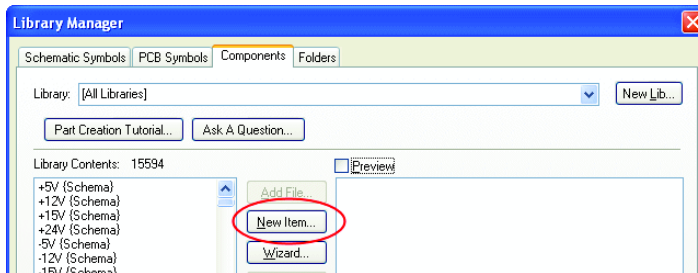 Library Manager
Schematic Symbols PCB Symbols Components Folders
Library: [All Libraries] New Lib...
Part Creation Tutorial... Ask A Question...
Library Contents: 15594 Preview
+5V {Schema}
+12V {Schema}
+15V {Schema}
+24V {Schema}
-5V {Schema}
-12V {Schema}
-15V {Schema}
Add File...
New Item...
Wizard...